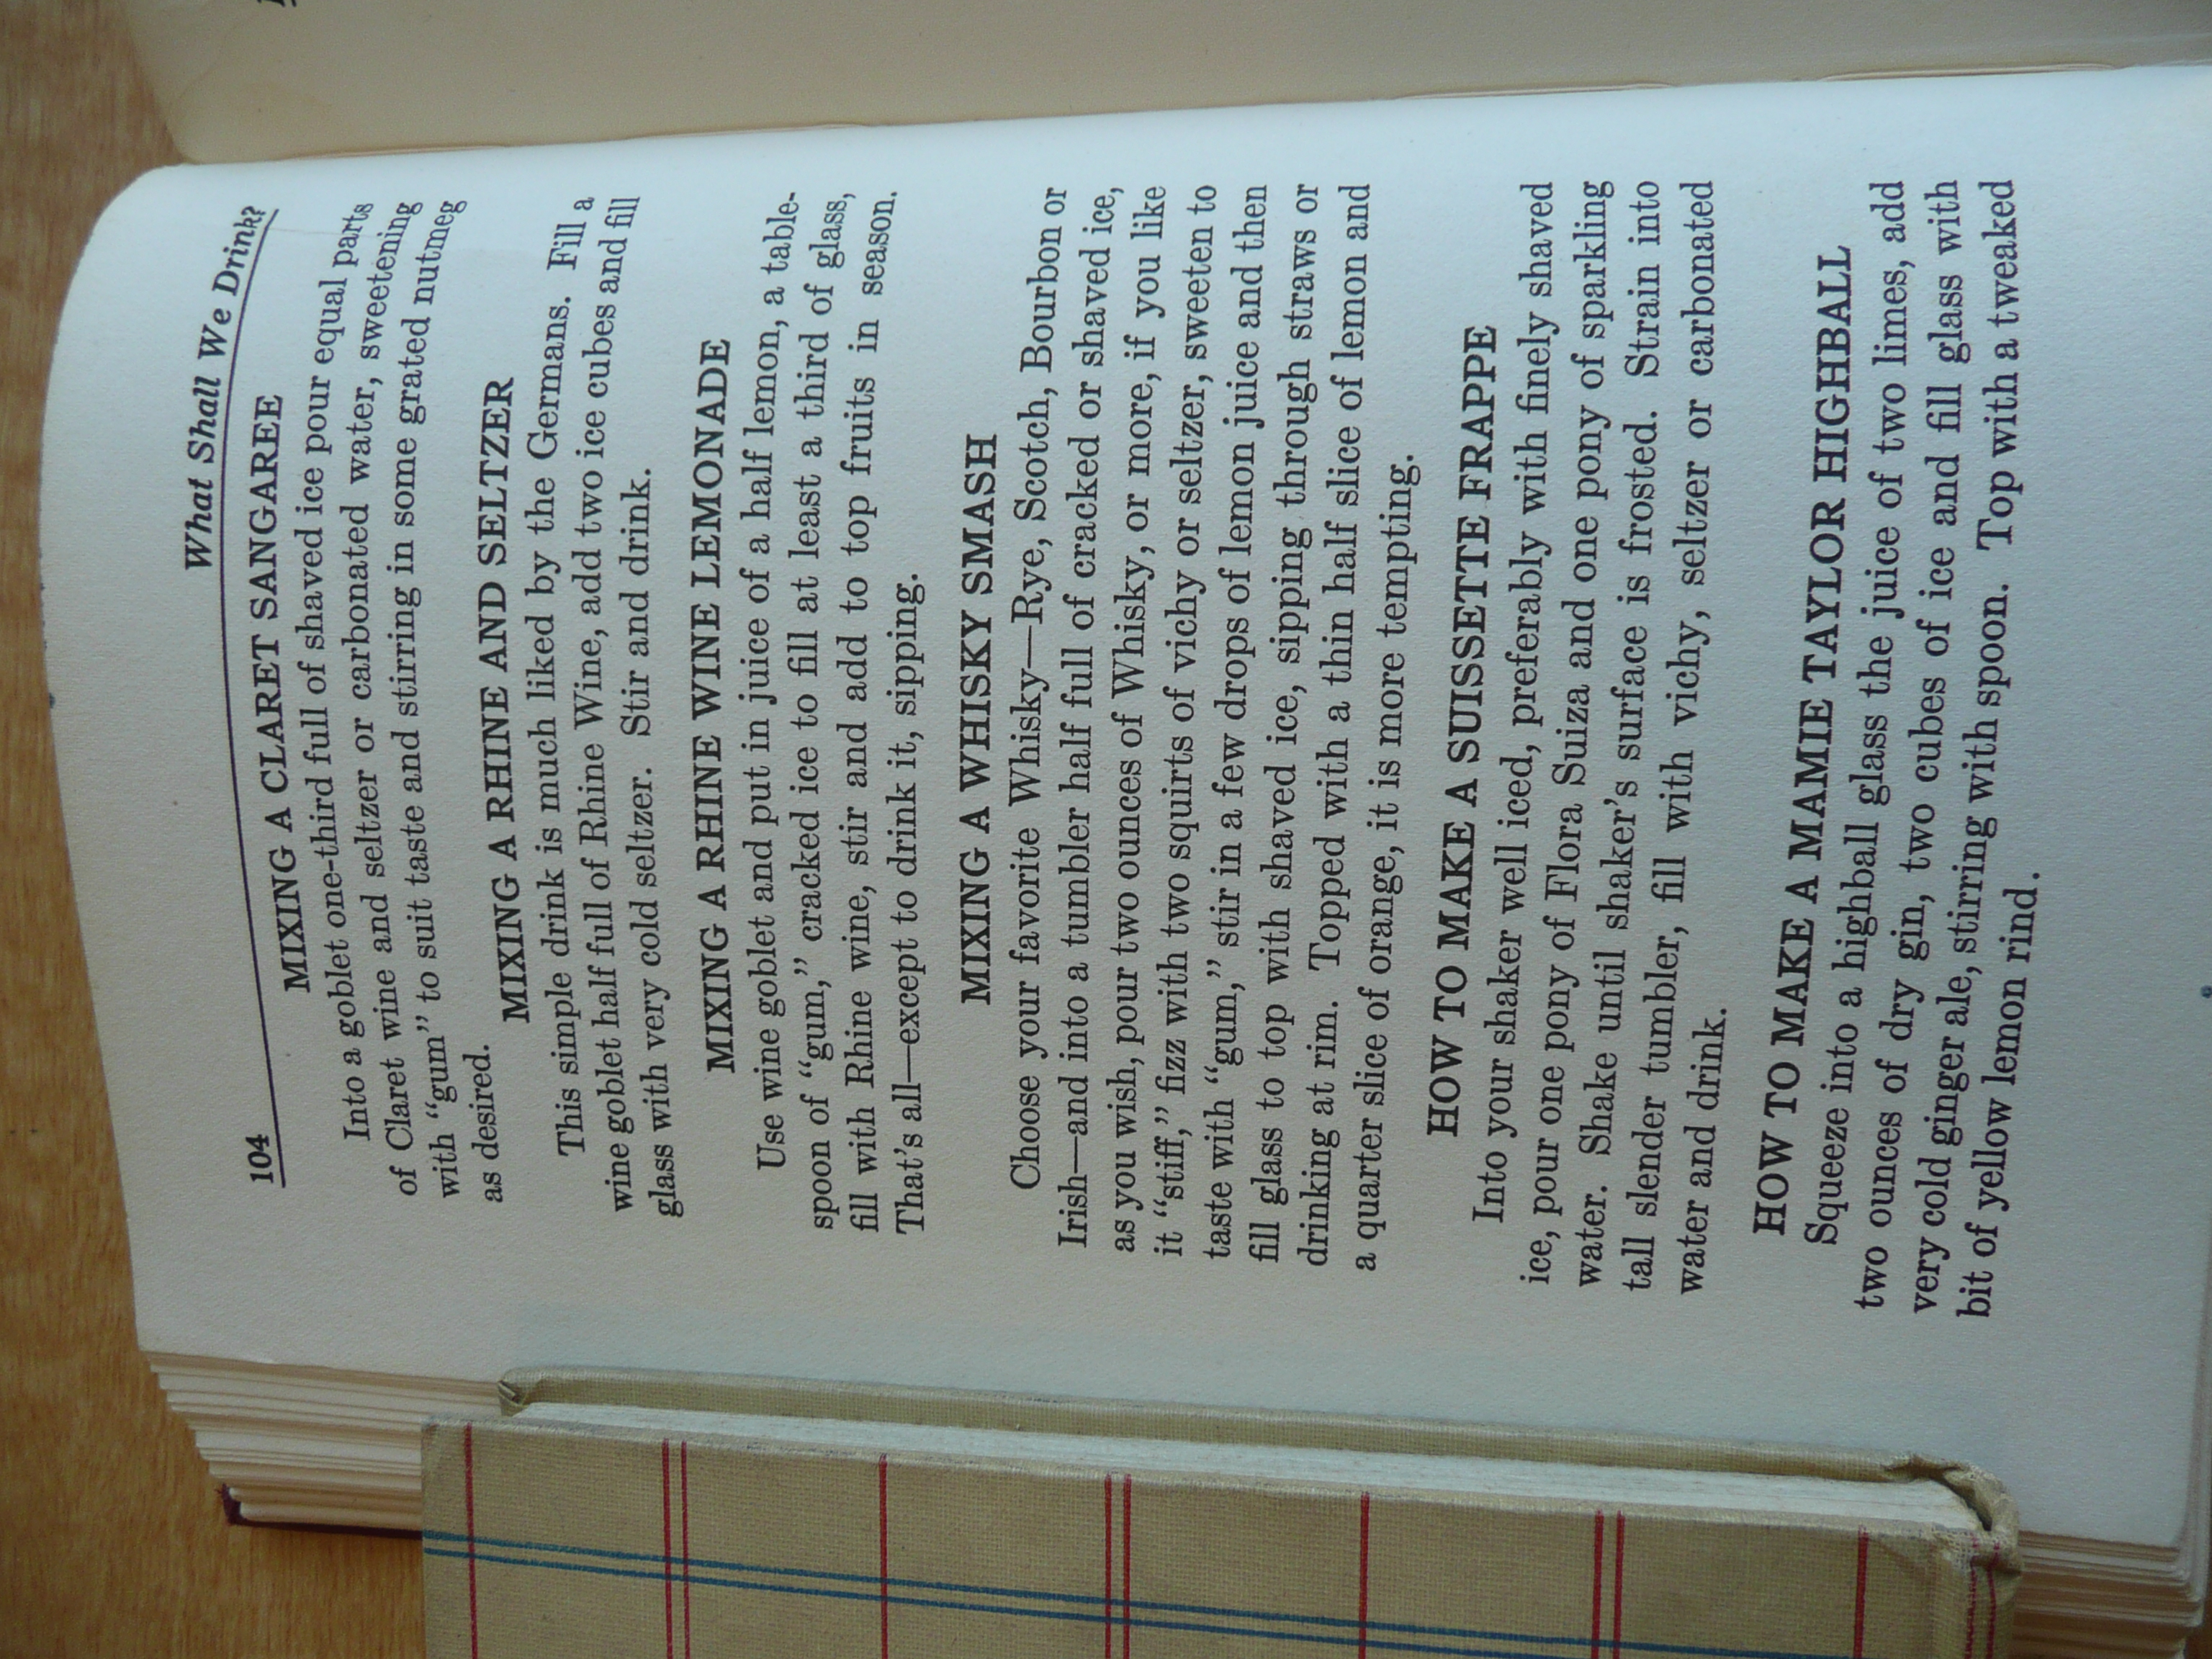 104 What Shall We Drink?
MIXING A CLARET SANGAREE
Into a goblet one-third full of shaved ice pour equal parts
of Claret wine and seltzer or carbonated water, sweetening
with “gum” to suit taste and stirring in some grated nutmeg
as desired.
MIXING A RHINE AND SELTZER
This simple drink is much liked by the Germans. Fill a
wine goblet half full of Rhine Wine, add two ice cubes and fill
glass with very cold seltzer. Stir and drink.
MIXING A RHINE WINE LEMONADE
Use wine goblet and put in juice of a half lemon, a table-
spoon of “gum,” cracked ice to fill at least a third of glass,
fill with Rhine wine, stir and add to top fruits in season.
That’s all—except to drink it, sipping.
MIXING A WHISKY SMASH
Choose your favorite Whisky—Rye, Scotch, Bourbon or
Irish—and into a tumbler half full of cracked or shaved ice,
as you wish, pour two ounces of Whisky, or more, if you like
it “stiff,” fizz with two squirts of vichy or seltzer, sweeten to
taste with “gum,” stir in a few drops of lemon juice and then
fill glass to top with shaved ice, sipping through straws or
drinking at rim. Topped with a thin half slice of lemon and
a quarter slice of orange, it is more tempting.
HOW TO MAKE A SUISSETTE FRAPPE
Into your shaker well iced, preferably with finely shaved
ice, pour one pony of Flora Suiza and one pony of sparkling
water. Shake until shaker’s surface is frosted. Strain into
tall slender tumbler, fill with vichy, seltzer or carbonated
water and drink.
HOW TO MAKE A MAMIE TAYLOR HIGHBALL
Squeeze into a highball glass the juice of two limes, add
two ounces of dry gin, two cubes of ice and fill glass with
very cold ginger ale, stirring with spoon. Top with a tweaked
bit of yellow lemon rind.